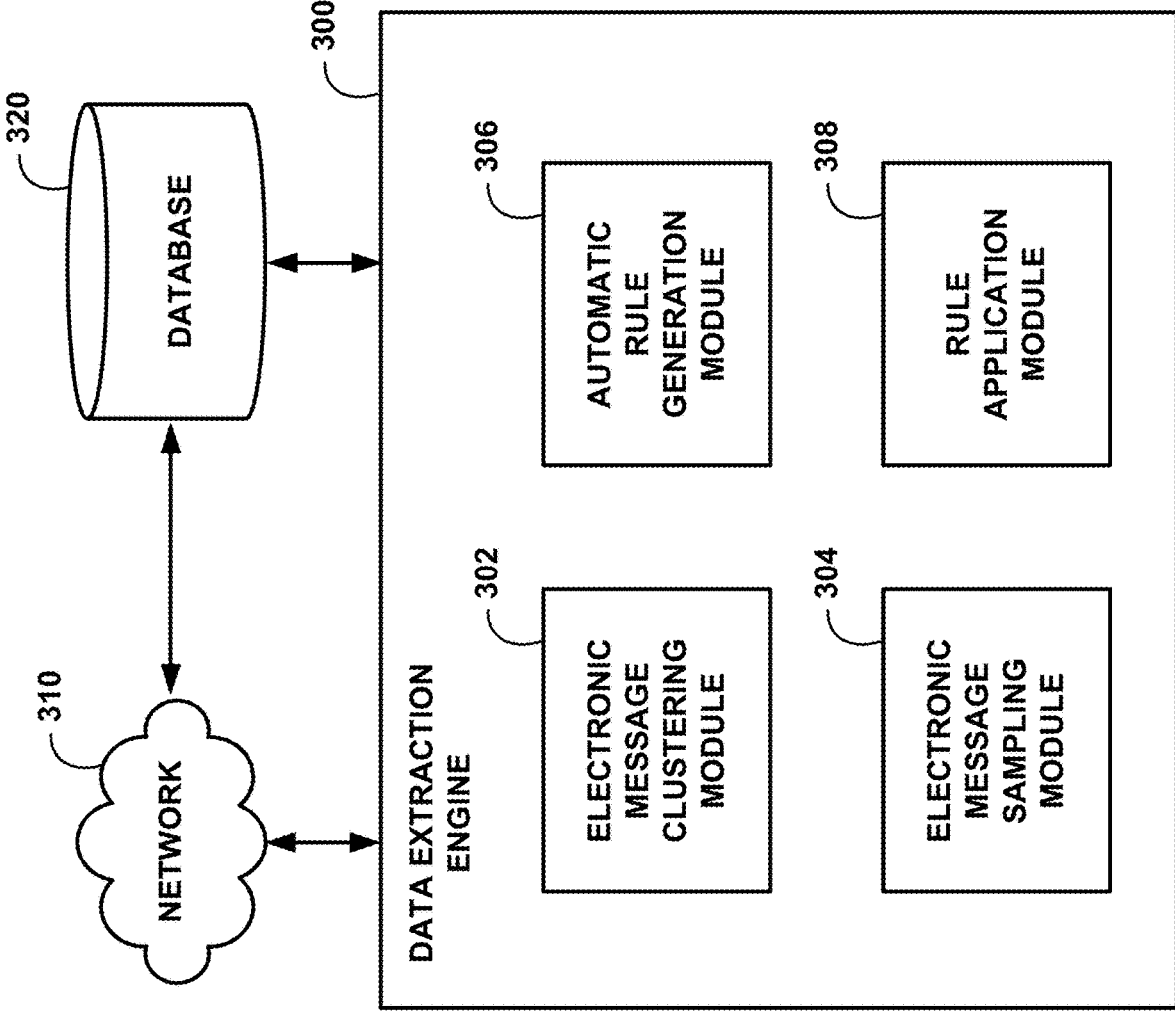 310
NETWORK
320
DATABASE
300
DATA EXTRACTION
ENGINE
302
ELECTRONIC
MESSAGE
CLUSTERING
MODULE
306
AUTOMATIC
RULE
GENERATION
MODULE
304
ELECTRONIC
MESSAGE
SAMPLING
MODULE
308
RULE
APPLICATION
MODULE